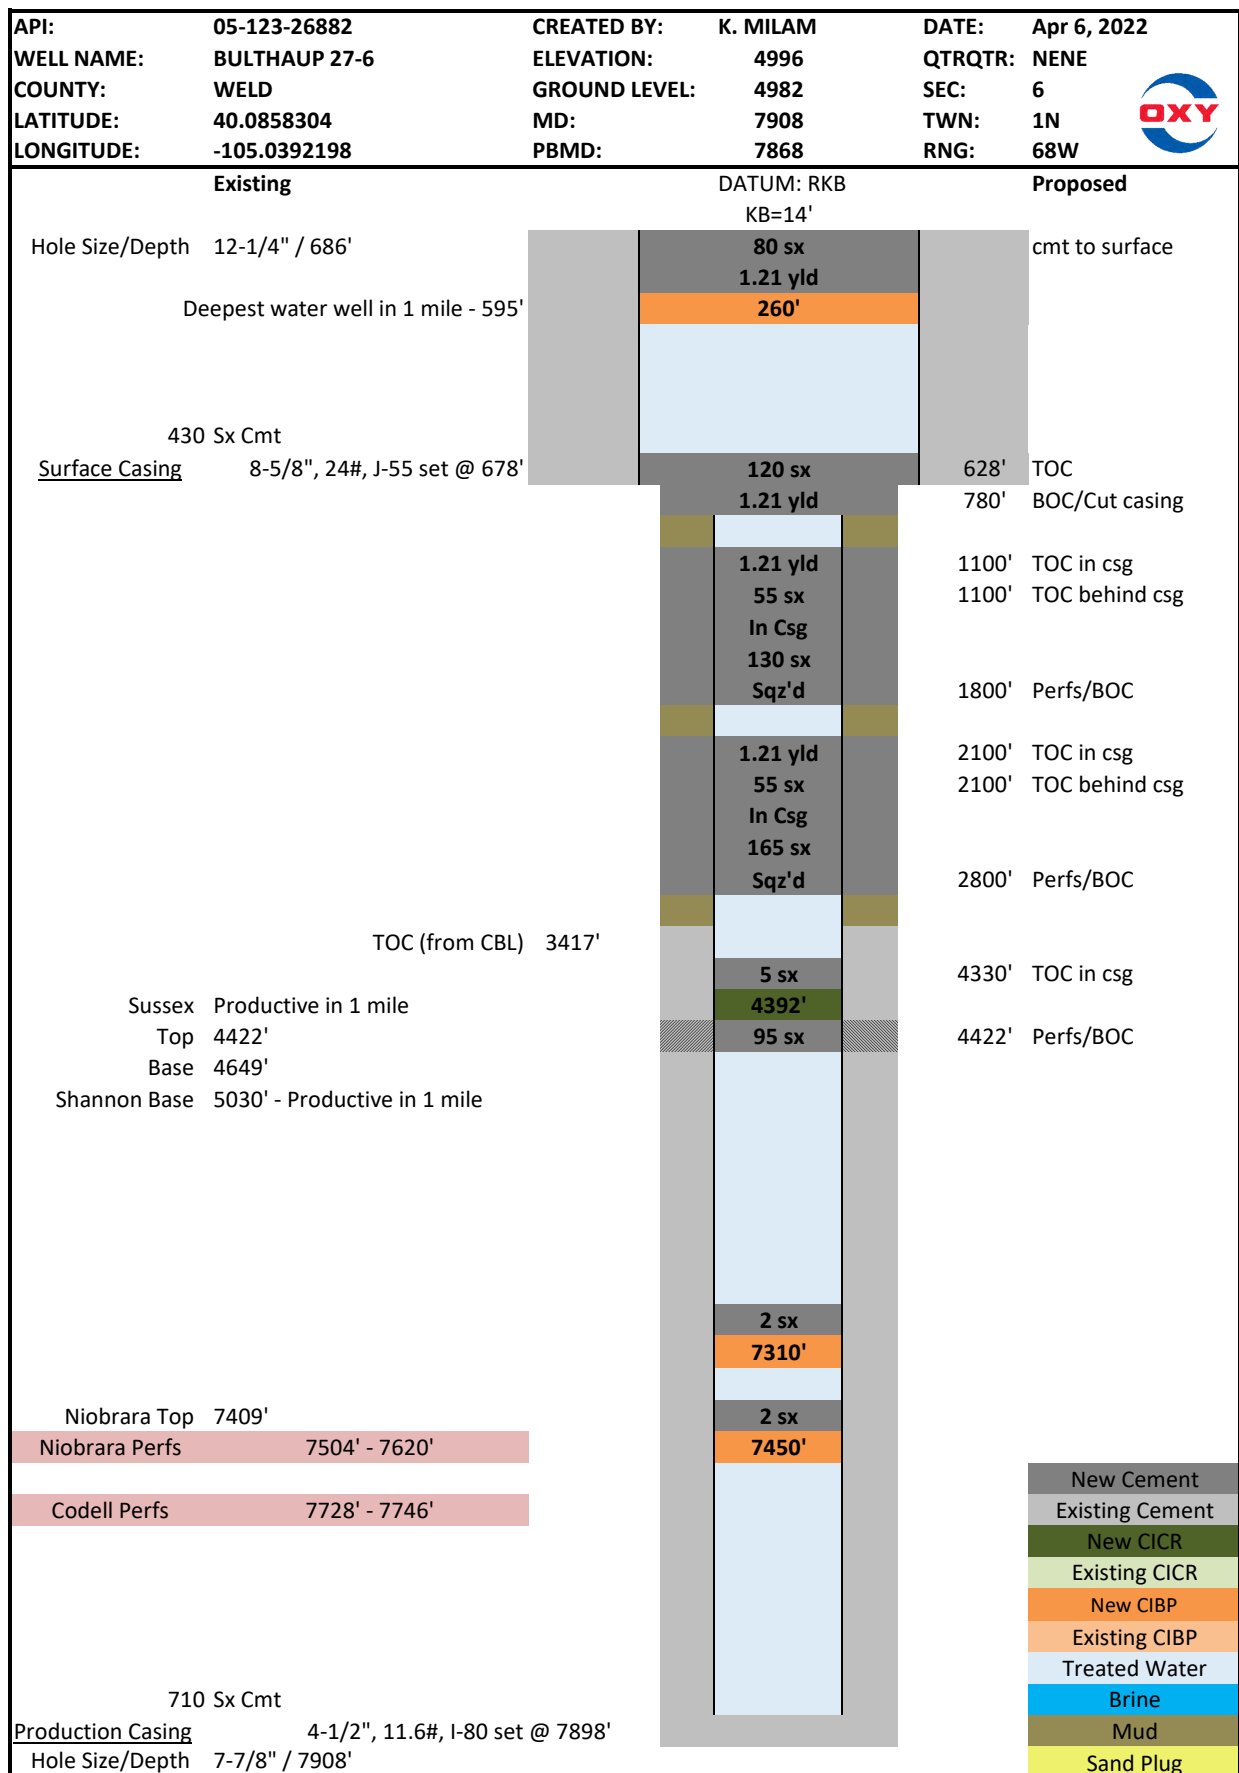 API: 05-123-26882 CREATED BY: K. MILAM DATE: Apr 6, 2022
WELL NAME: BULTHAUP 27-6 ELEVATION: 4996 QTRQTR: NENE
COUNTY: WELD GROUND LEVEL: 4982 SEC: 6
LATITUDE: 40.0858304 MD: 7908 TWN: 1N
LONGITUDE: -105.0392198 PBMD: 7868 RNG: 68W
OXY
Existing DATUM: RKB Proposed
KB=14'
Hole Size/Depth 12-1/4" / 686' 80 sx cmt to surface
1.21 yld
Deepest water well in 1 mile - 595' 260'
430 Sx Cmt
Surface Casing 8-5/8", 24#, J-55 set @ 678' 120 sx 628' TOC
1.21 yld 780' BOC/Cut casing
1.21 yld 1100' TOC in csg
55 sx 1100' TOC behind csg
In Csg
130 sx
Sqz'd 1800' Perfs/BOC
1.21 yld 2100' TOC in csg
55 sx 2100' TOC behind csg
In Csg
165 sx
Sqz'd 2800' Perfs/BOC
TOC (from CBL) 3417'
5 sx 4330' TOC in csg
Sussex Productive in 1 mile 4392'
Top 4422' 95 sx 4422' Perfs/BOC
Base 4649'
Shannon Base 5030' - Productive in 1 mile
2 sx
7310'
Niobrara Top 7409' 2 sx
Niobrara Perfs 7504' - 7620' 7450'
New Cement
Codell Perfs 7728' - 7746' Existing Cement
New CICR
Existing CICR
New CIBP
Existing CIBP
Treated Water
710 Sx Cmt Brine
Production Casing 4-1/2", 11.6#, I-80 set @ 7898' Mud
Hole Size/Depth 7-7/8" / 7908' Sand Plug